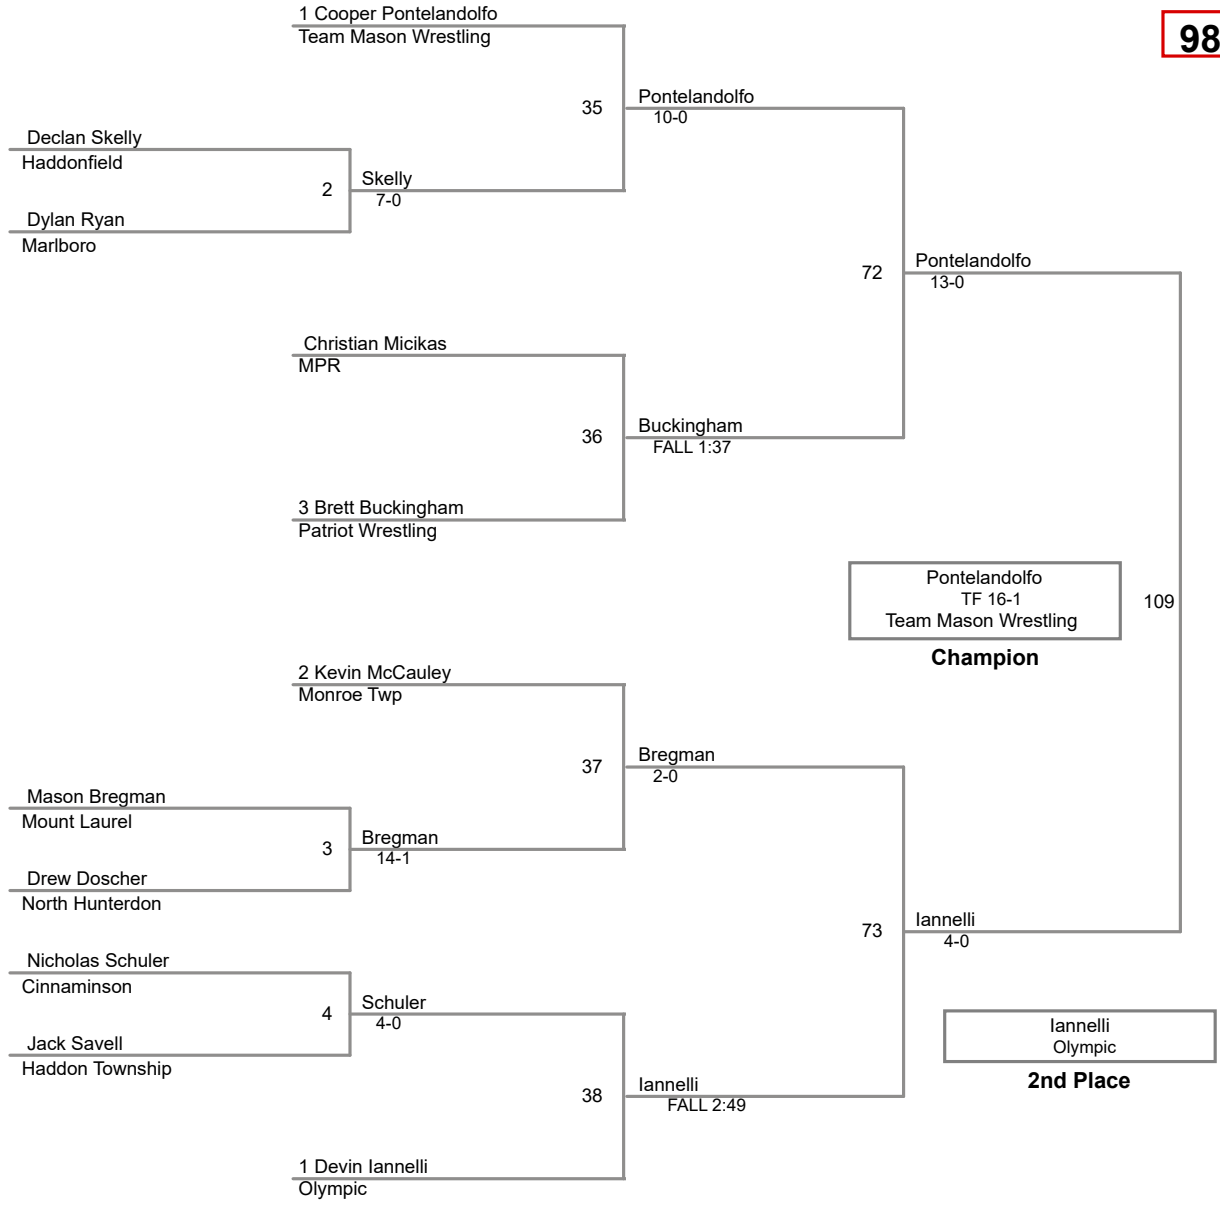 1 Cooper Pontelandolfo
Team Mason Wrestling
98
35
Pontelandolfo
10-0
Declan Skelly
Haddonfield
2
Skelly
7-0
Dylan Ryan
Marlboro
72
Pontelandolfo
13-0
Christian Micikas
MPR
36
Buckingham
FALL 1:37
3 Brett Buckingham
Patriot Wrestling
Pontelandolfo
TF 16-1
Team Mason Wrestling
109
Champion
2 Kevin McCauley
Monroe Twp
37
Bregman
2-0
Mason Bregman
Mount Laurel
3
Bregman
14-1
Drew Doscher
North Hunterdon
73
Iannelli
4-0
Nicholas Schuler
Cinnaminson
4
Schuler
4-0
Jack Savell
Haddon Township
Iannelli
Olympic
2nd Place
38
Iannelli
FALL 2:49
1 Devin Iannelli
Olympic